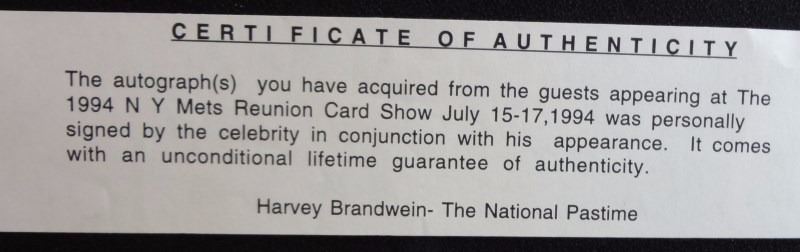 CERTIFICATE OF AUTHENTICITY
The autograph(s) you have acquired from the guests appearing at The
1994 N Y Mets Reunion Card Show July 15-17,1994 was personally
signed by the celebrity in conjunction with his appearance. It comes
with an unconditional lifetime guarantee of authenticity.
Harvey Brandwein- The National Pastime